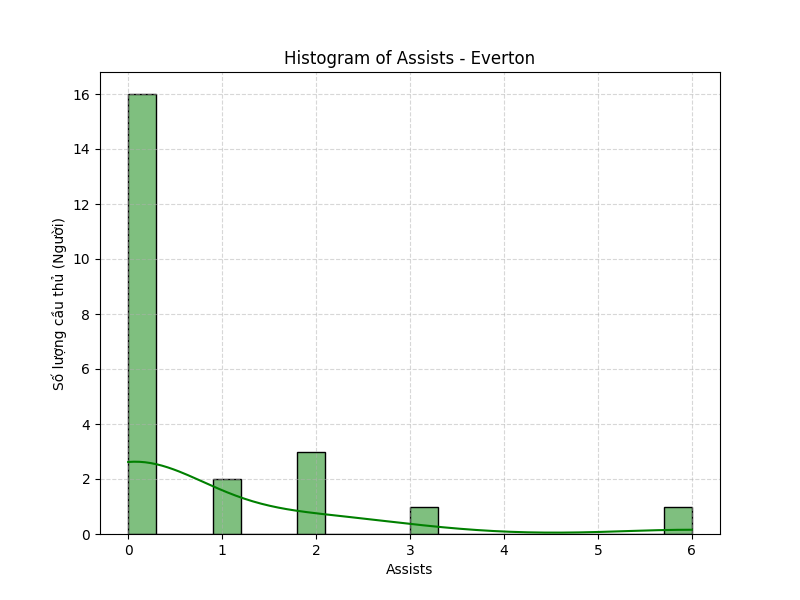 Histogram of Assists - Everton
Số lượng cầu thủ (Người)
16
14
12
10
8
6
4
2
0
0 1 2 3 4 5 6
Assists